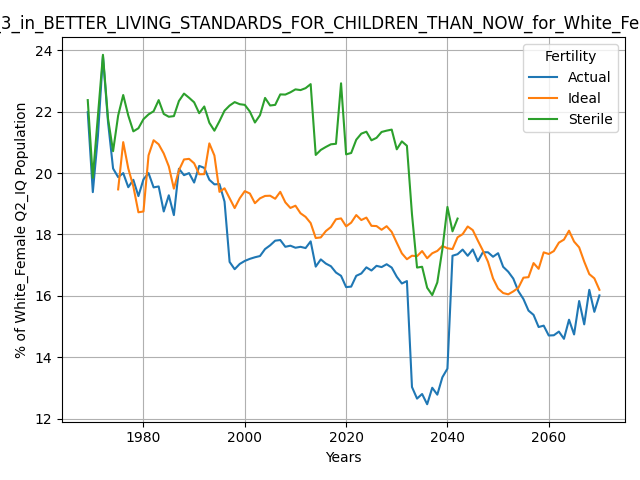 _3_in_BETTER_LIVING_STANDARDS_FOR_CHILDREN_THAN_NOW_for_White_Fe
% of White_Female Q2_IQ Population
24
22
20
18
16
14
12
1980
2000
2020
2040
2060
Years
Fertility
Actual
Ideal
Sterile